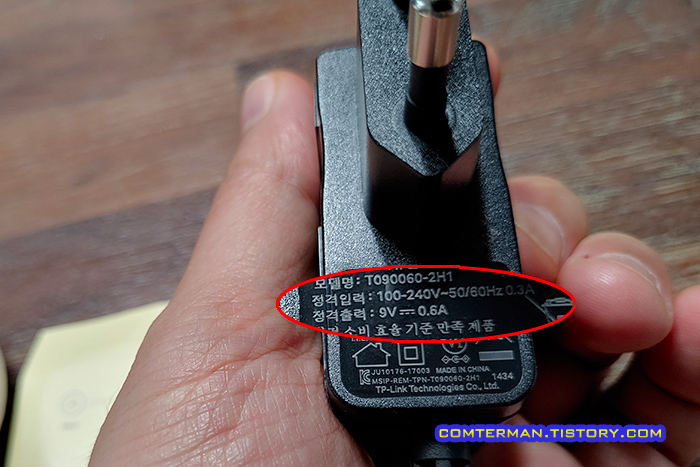 모델명: T090060-2H1
정격입력: 100-240V~50/60Hz 0.3A
정격출력: 9V 0.6A
소비 효율 기준 만족 제품
JU10176-17003 MADE IN CHINA
MSIP-REM-TPN-T090060-2H1 1434
TP-Link Technologies Co., Ltd.
COMTERMAN.TISTORY.COM